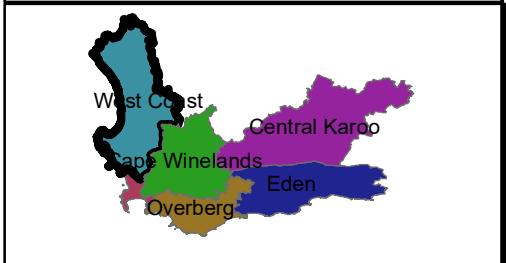 West Coast
Central Karoo
Cape Winelands
Eden
Overberg